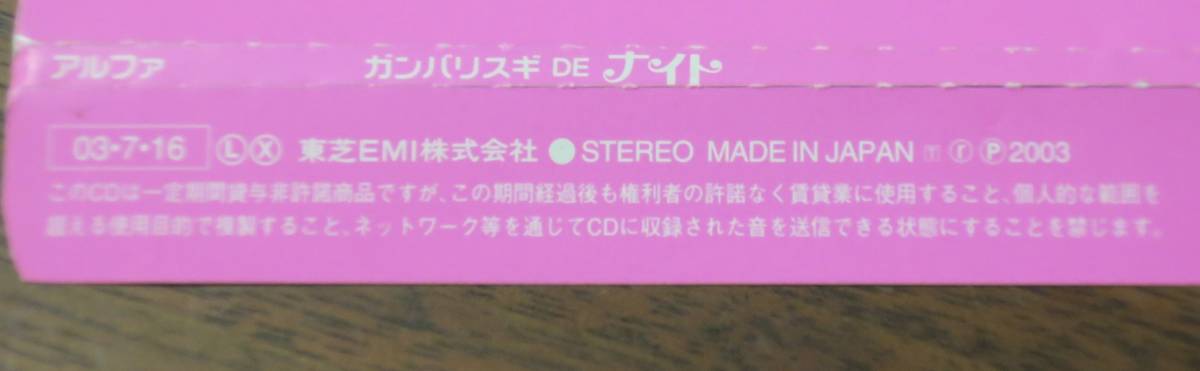 アルファ ガンバリスギ DE ナイト
03•7•16 Ⓛ Ⓧ 東芝EMI株式会社 ●STEREO MADE IN JAPAN 🅃 ⓡ Ⓟ2003
このCDは一定期間貸与非許諾商品ですが、この期間経過後も権利者の許諾なく賃貸業に使用すること、個人的な範囲を
超える使用目的で複製すること、ネットワーク等を通じてCDに収録された音を送信できる状態にすることを禁じます。